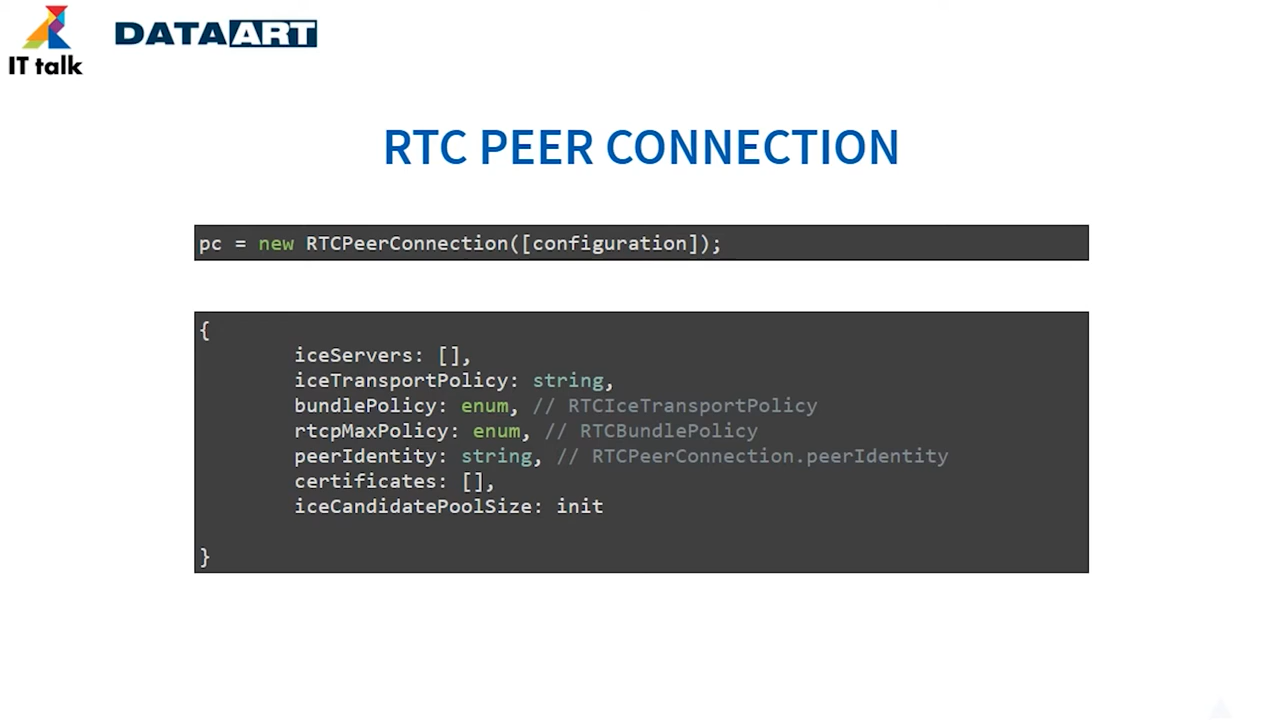 IT talk
DATAART
RTC PEER CONNECTION
pc = new RTCPeerConnection([configuration]);
{
iceServers: [],
iceTransportPolicy: string,
bundlePolicy: enum, // RTCIceTransportPolicy
rtcpMaxPolicy: enum, // RTCBundlePolicy
peerIdentity: string, // RTCPeerConnection.peerIdentity
certificates: [],
iceCandidatePoolSize: init
}